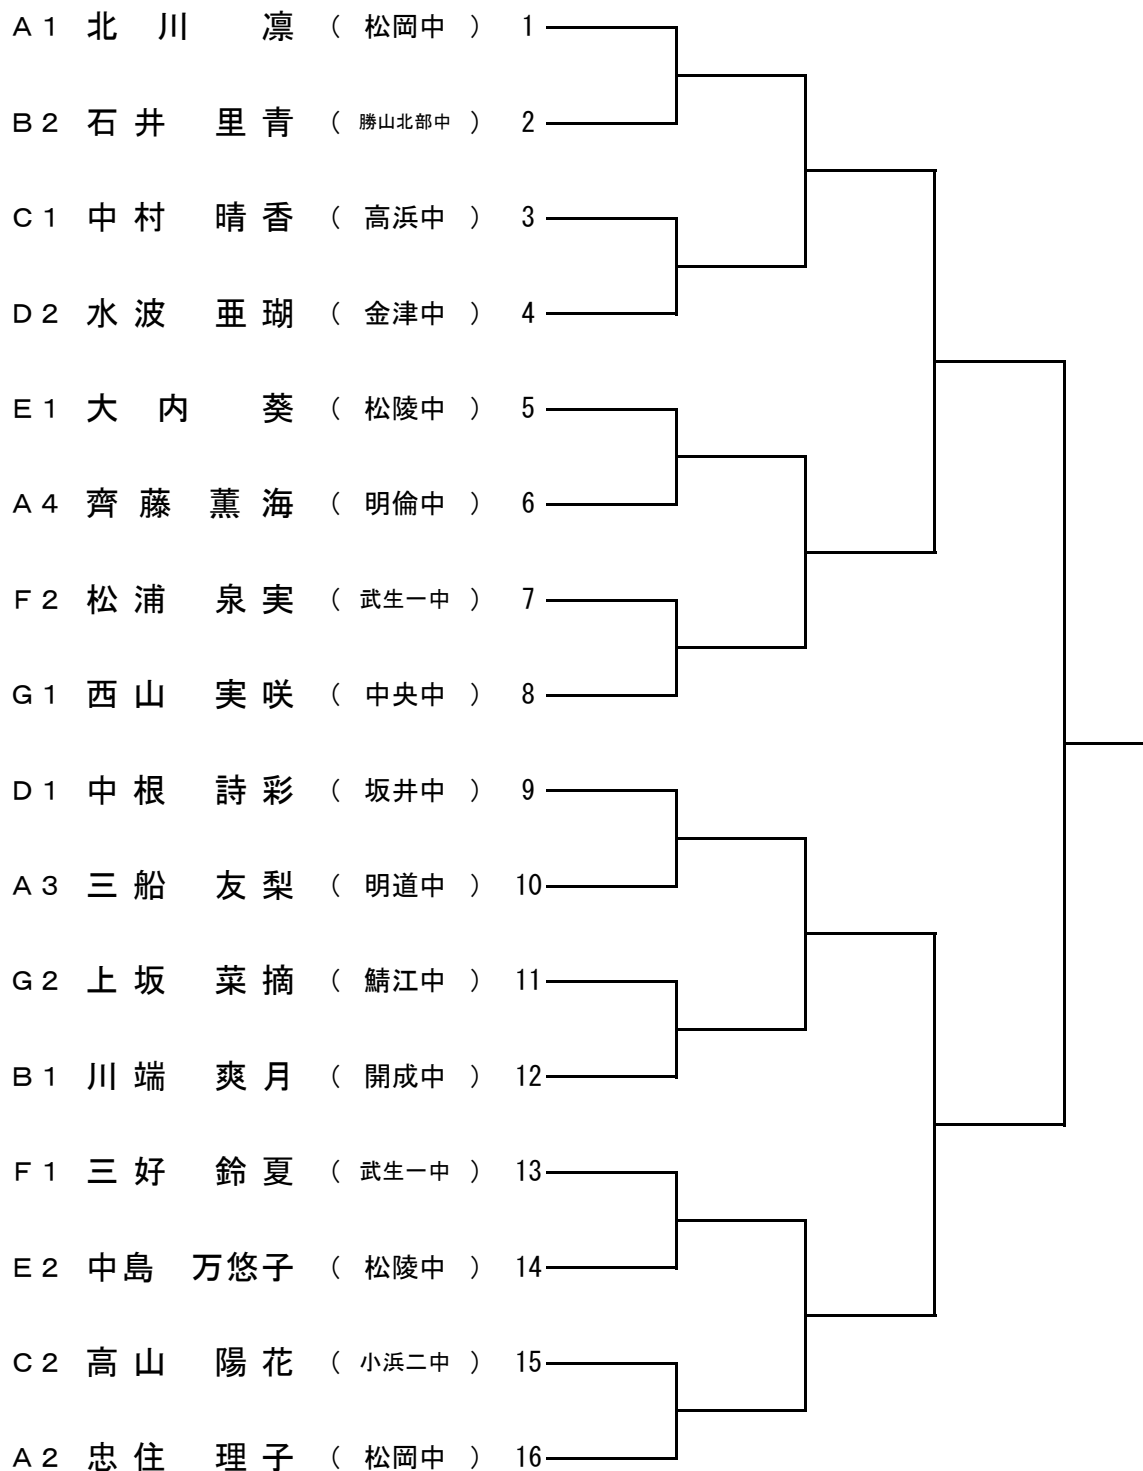 A1 北川 凛 ( 松岡中 ) 1
B2 石井 里青 ( 勝山北部中 ) 2
C1 中村 晴香 ( 高浜中 ) 3
D2 水波 亜瑚 ( 金津中 ) 4
E1 大内 葵 ( 松陵中 ) 5
A4 齊藤 薫海 ( 明倫中 ) 6
F2 松浦 泉実 ( 武生一中 ) 7
G1 西山 実咲 ( 中央中 ) 8
D1 中根 詩彩 ( 坂井中 ) 9
A3 三船 友梨 ( 明道中 ) 10
G2 上坂 菜摘 ( 鯖江中 ) 11
B1 川端 爽月 ( 開成中 ) 12
F1 三好 鈴夏 ( 武生一中 ) 13
E2 中島 万悠子 ( 松陵中 ) 14
C2 高山 陽花 ( 小浜二中 ) 15
A2 忠住 理子 ( 松岡中 ) 16